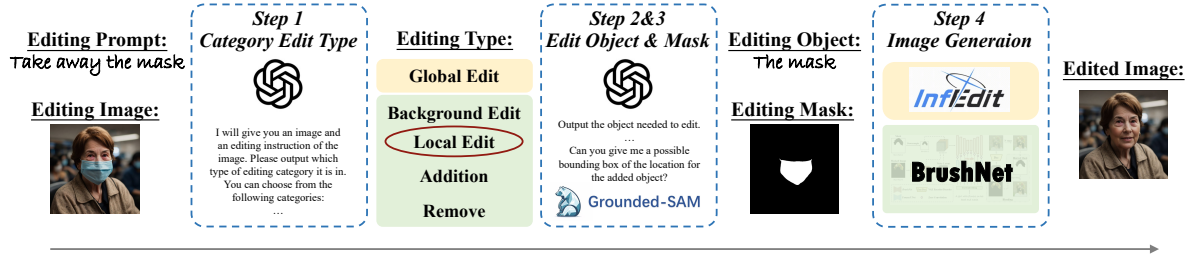 Editing Prompt:
Take away the mask
Editing Image:
Step 1
Category Edit Type
I will give you an image and
an editing instruction of the
image. Please output which
type of editing category it is in.
You can choose from the
following categories:
…
Editing Type:
Global Edit
Background Edit
Local Edit
Addition
Remove
Step 2&3
Edit Object & Mask
Output the object needed to edit.
…
Can you give me a possible
bounding box of the location for
the added object?
Grounded-SAM
Editing Object:
The mask
Editing Mask:
Step 4
Image Generaion
InfEdit
BrushNet
Edited Image: